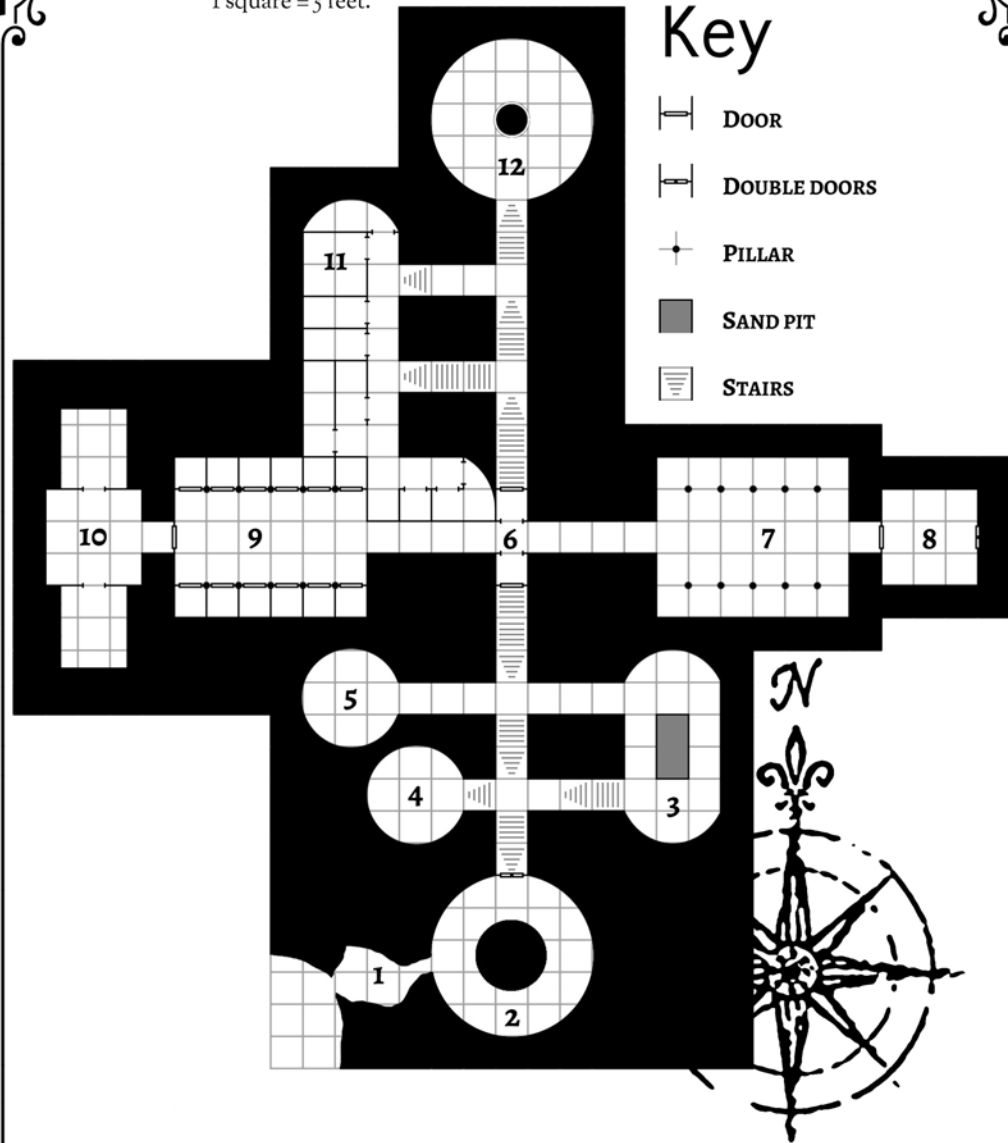 1 square = 5 feet.
Key
DOOR
DOUBLE DOORS
PILLAR
SAND PIT
STAIRS
12
11
10
9
6
7
8
5
4
3
1
2
N